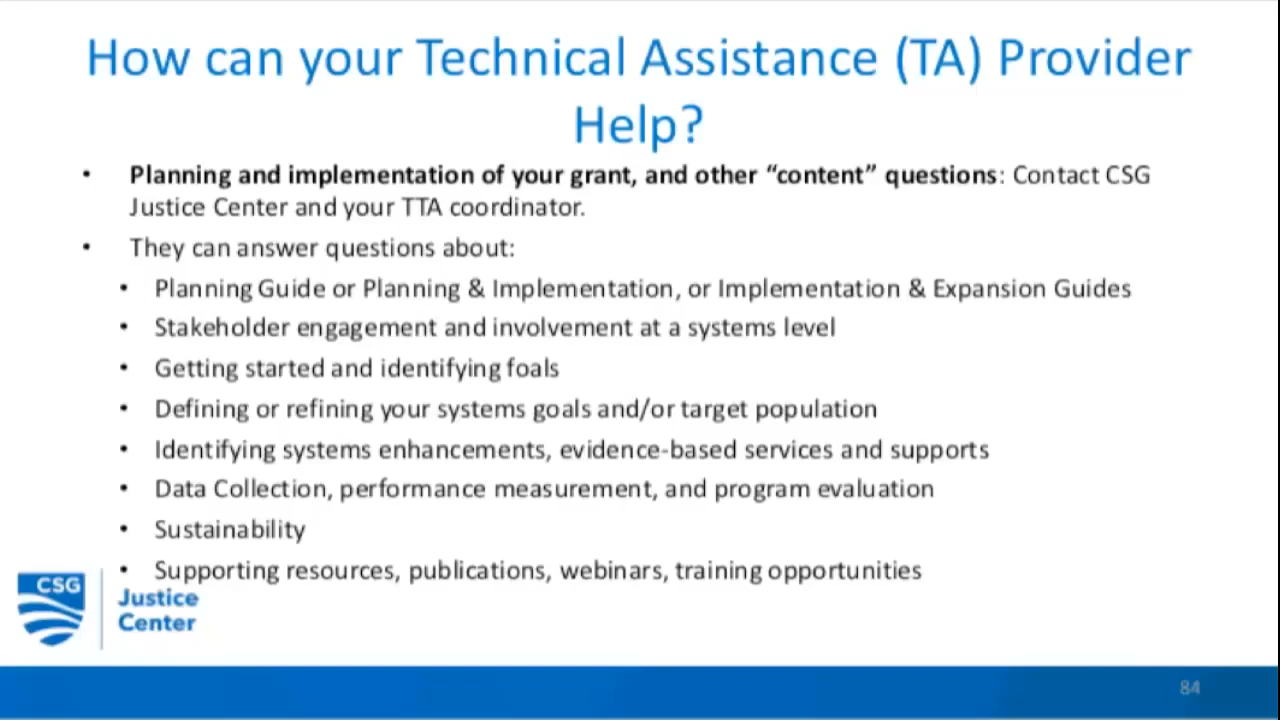 How can your Technical Assistance (TA) Provider
Help?
• Planning and implementation of your grant, and other “content” questions: Contact CSG
Justice Center and your TTA coordinator.
• They can answer questions about:
• Planning Guide or Planning & Implementation, or Implementation & Expansion Guides
• Stakeholder engagement and involvement at a systems level
• Getting started and identifying foals
• Defining or refining your systems goals and/or target population
• Identifying systems enhancements, evidence-based services and supports
• Data Collection, performance measurement, and program evaluation
• Sustainability
• Supporting resources, publications, webinars, training opportunities
CSG
Justice
Center
84